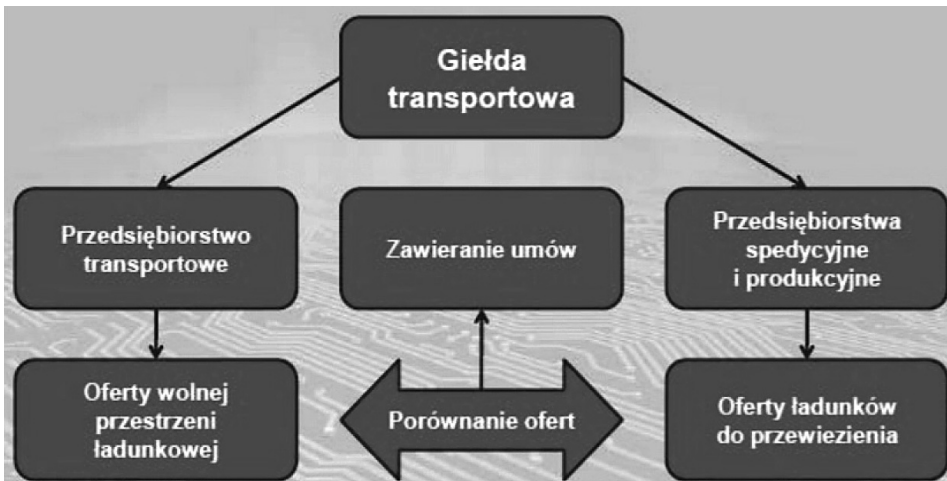 Giełda
transportowa
Przedsiębiorstwo
transportowe
Zawieranie umów
Przedsiębiorstwa
spedycyjne
i produkcyjne
Oferty wolnej
przestrzeni
ładunkowej
Porównanie ofert
Oferty ładunków
do przewiezienia